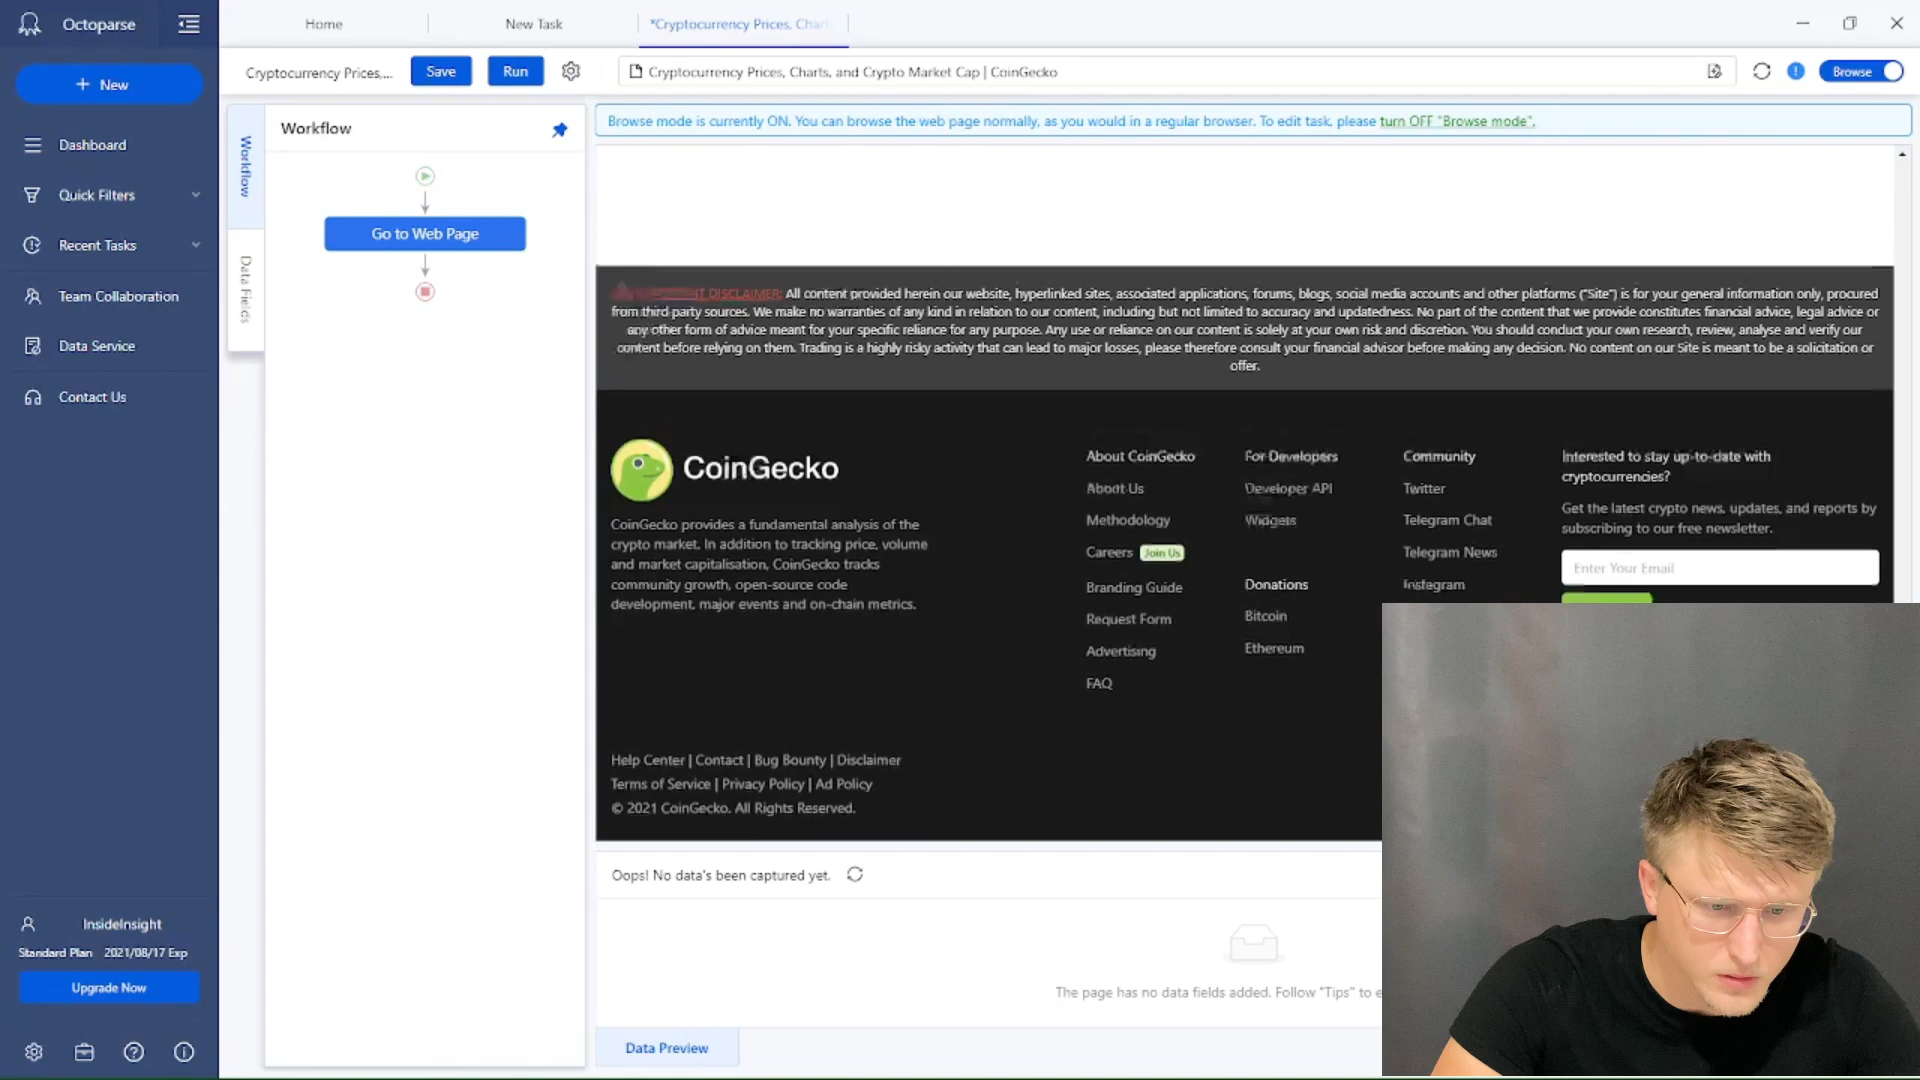 Octoparse
Home
New Task
*Cryptocurrency Prices, Chart
New
Cryptocurrency Prices,...
Save
Run
Cryptocurrency Prices, Charts, and Crypto Market Cap | CoinGecko
Browse
Dashboard
Quick Filters
Recent Tasks
Team Collaboration
Data Service
Contact Us
InsideInsight
Standard Plan 2021/08/17 Exp
Upgrade Now
Workflow
Data Fields
Workflow
Go to Web Page
Browse mode is currently ON. You can browse the web page normally, as you would in a regular browser. To edit task, please turn OFF "Browse mode".
DISCLAIMER: All content provided herein our website, hyperlinked sites, associated applications, forums, blogs, social media accounts and other platforms ("Site") is for your general information only, procured
from third party sources. We make no warranties of any kind in relation to our content, including but not limited to accuracy and updatedness. No part of the content that we provide constitutes financial advice, legal advice or
any other form of advice meant for your specific reliance for any purpose. Any use or reliance on our content is solely at your own risk and discretion. You should conduct your own research, review, analyse and verify our
content before relying on them. Trading is a highly risky activity that can lead to major losses, please therefore consult your financial advisor before making any decision. No content on our Site is meant to be a solicitation or
offer.
CoinGecko
CoinGecko provides a fundamental analysis of the
crypto market. In addition to tracking price, volume
and market capitalisation, CoinGecko tracks
community growth, open-source code
development, major events and on-chain metrics.
About CoinGecko
About Us
Methodology
Careers Join Us
Branding Guide
Request Form
Advertising
FAQ
For Developers
Developer API
Widgets
Donations
Bitcoin
Ethereum
Community
Twitter
Telegram Chat
Telegram News
Instagram
Interested to stay up-to-date with
cryptocurrencies?
Get the latest crypto news, updates, and reports by
subscribing to our free newsletter.
Enter Your Email
Help Center | Contact | Bug Bounty | Disclaimer
Terms of Service | Privacy Policy | Ad Policy
© 2021 CoinGecko. All Rights Reserved.
Oops! No data's been captured yet.
The page has no data fields added. Follow "Tips" to
Data Preview